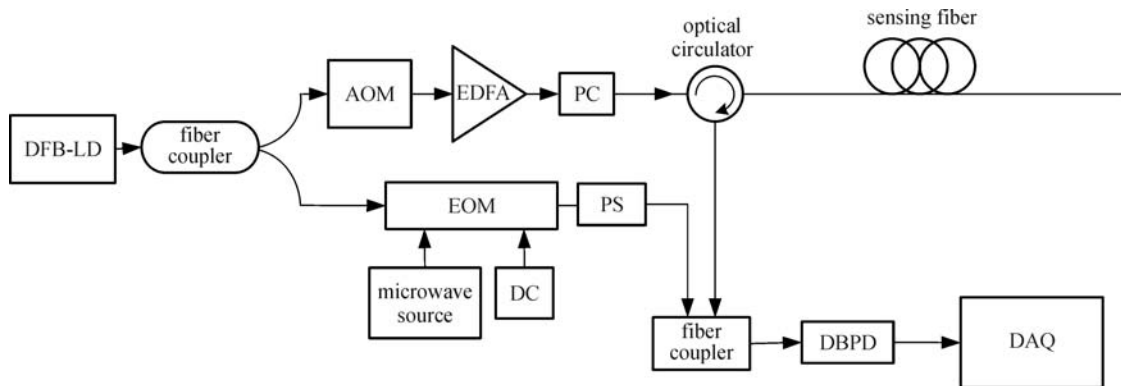 sensing fiber
optical
circulator
AOM
EDFA
PC
DFB-LD
fiber
coupler
EOM
PS
microwave
source
DC
fiber
coupler
DBPD
DAQ